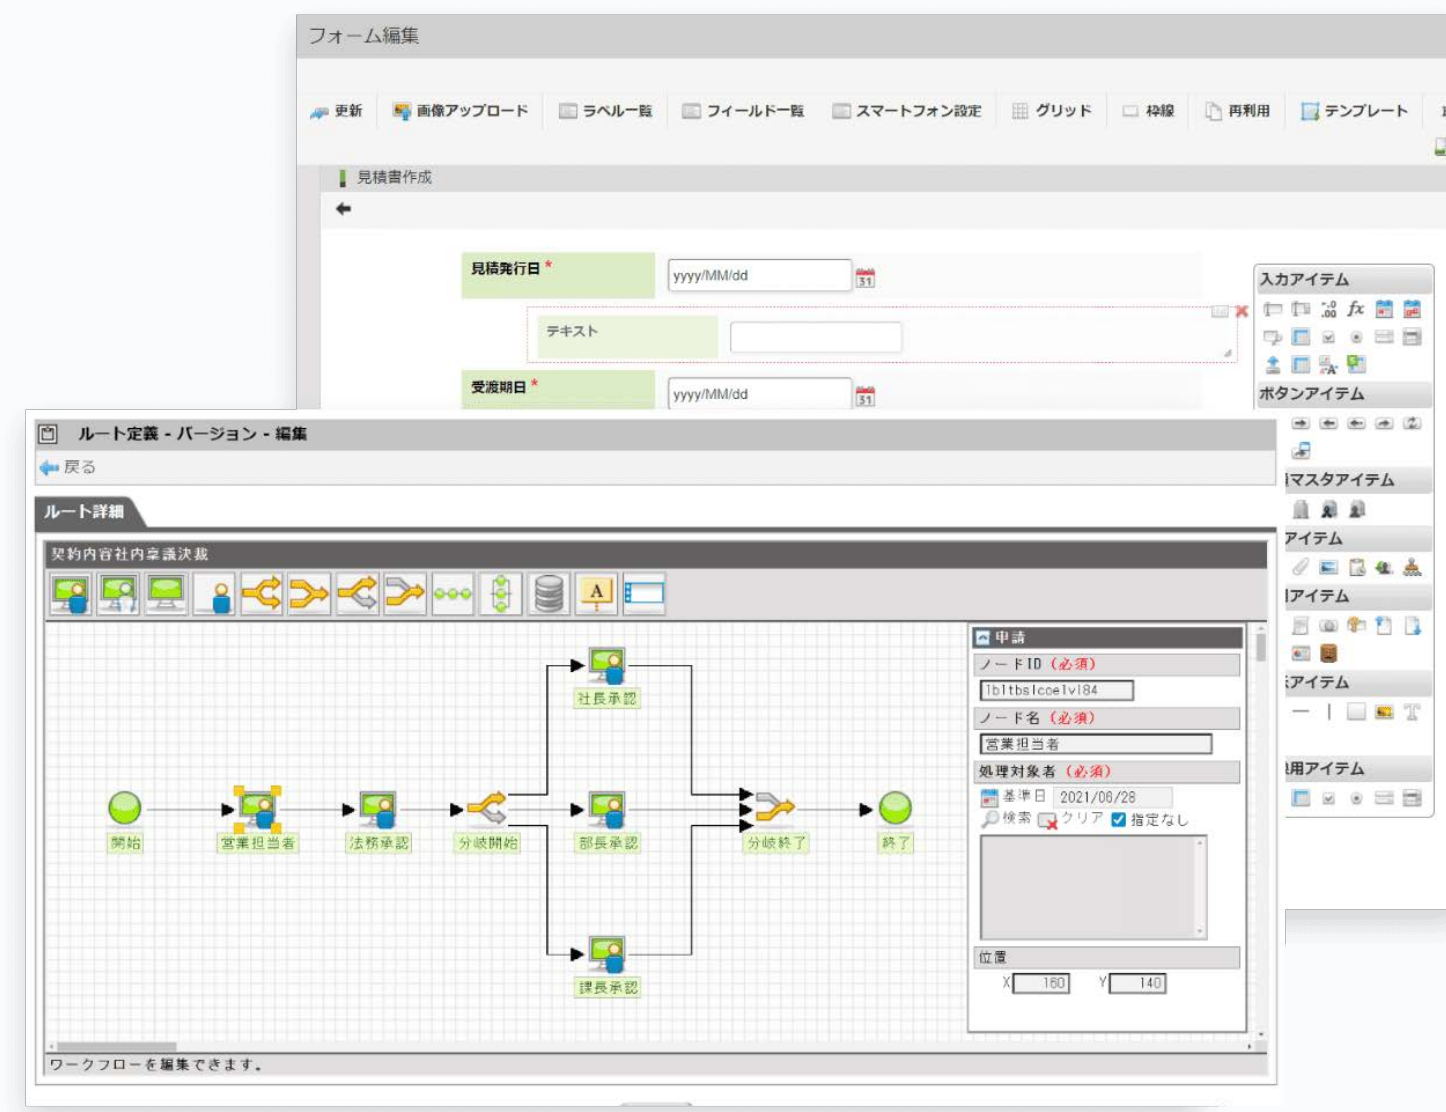 フォーム編集
更新 画像アップロード ラベル一覧 フィールド一覧 スマートフォン設定 グリッド 枠線 再利用 テンプレート
見積書作成
見積発行日 * yyyy/MM/dd 31
テキスト
受渡期日 * yyyy/MM/dd 31
入力アイテム
ボタンアイテム
マスタアイテム
アイテム
アイテム
アイテム
用アイテム
ルート定義 - バージョン - 編集
戻る
ルート詳細
契約内容社内稟議決裁
A
開始
営業担当者
法務承認
分岐開始
社長承認
部長承認
課長承認
分岐終了
終了
申請
ノードID (必須)
ノード名 (必須)
営業担当者
処理対象者 (必須)
基準日 2021/06/28
検索 クリア 指定なし
位置
X 160 Y 140
ワークフローを編集できます。